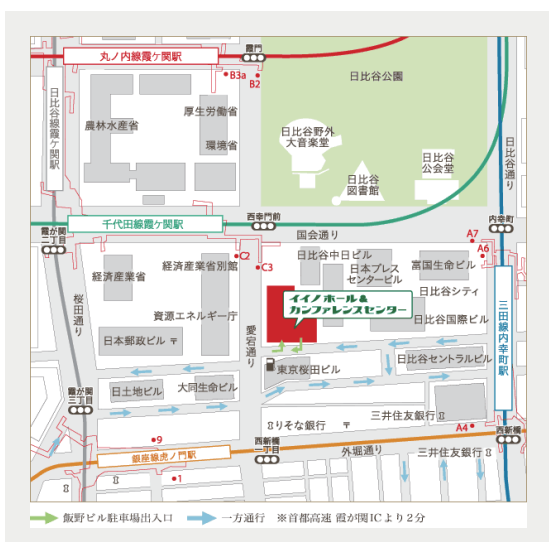 丸ノ内線霞ケ関駅
霞門
B3a
B2
日比谷公園
日比谷線霞ケ関駅
厚生労働省
農林水産省
環境省
日比谷野外
大音楽堂
日比谷
図書館
日比谷
公会堂
日比谷通り
千代田線霞ケ関駅
西幸門前
内幸町
霞が関
二丁目
国会通り
A7
A6
C2
C3
日比谷中日ビル
経済産業省
経済産業省別館
日本プレス
センタービル
富国生命ビル
桜田通り
イイノホール&
カンファレンスセンター
日比谷シティ
資源エネルギー庁
愛宕通り
日比谷国際ビル
日本郵政ビル 〒
三田線内幸町駅
日比谷セントラルビル
東京桜田ビル
日土地ビル
大同生命ビル
霞が関
三丁目
りそな銀行
〒
三井住友銀行
A4
西新橋
9
銀座線虎ノ門駅
西新橋
一丁目
外堀通り
三井住友銀行
1
飯野ビル駐車場出入口
一方通行
※首都高速 霞が関ICより2分